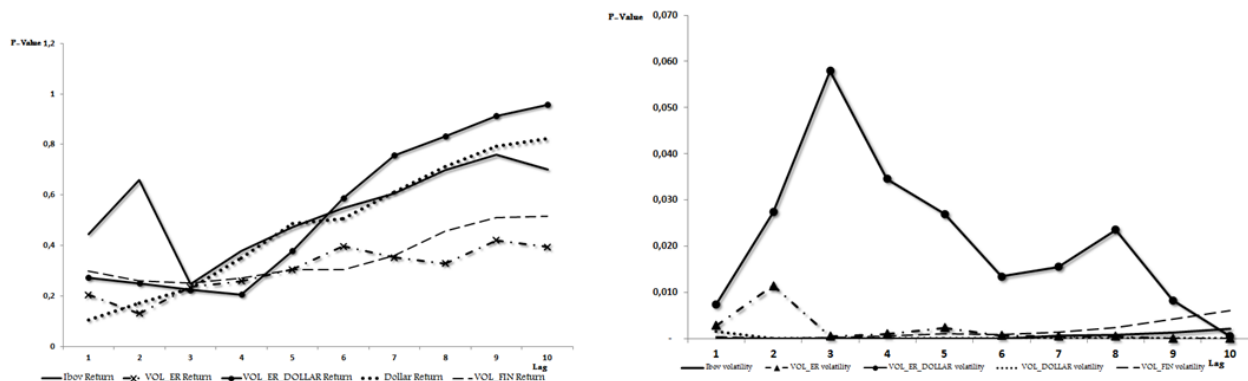 P-Value 1,2
1
0,8
0,6
0,4
0,2
0
1 2 3 4 5 6 7 8 9 10
Lag
Ibov Return VOL_ER Return VOL_ER_DOLLAR Return Dollar Return VOL_FIN Return
P-Value 0,070
0,060
0,050
0,040
0,030
0,020
0,010
-
1 2 3 4 5 6 7 8 9 10
Lag
Ibov volatility VOL_ER volatility VOL_ER_DOLLAR volatility VOL_DOLLAR volatility VOL_FIN volatility